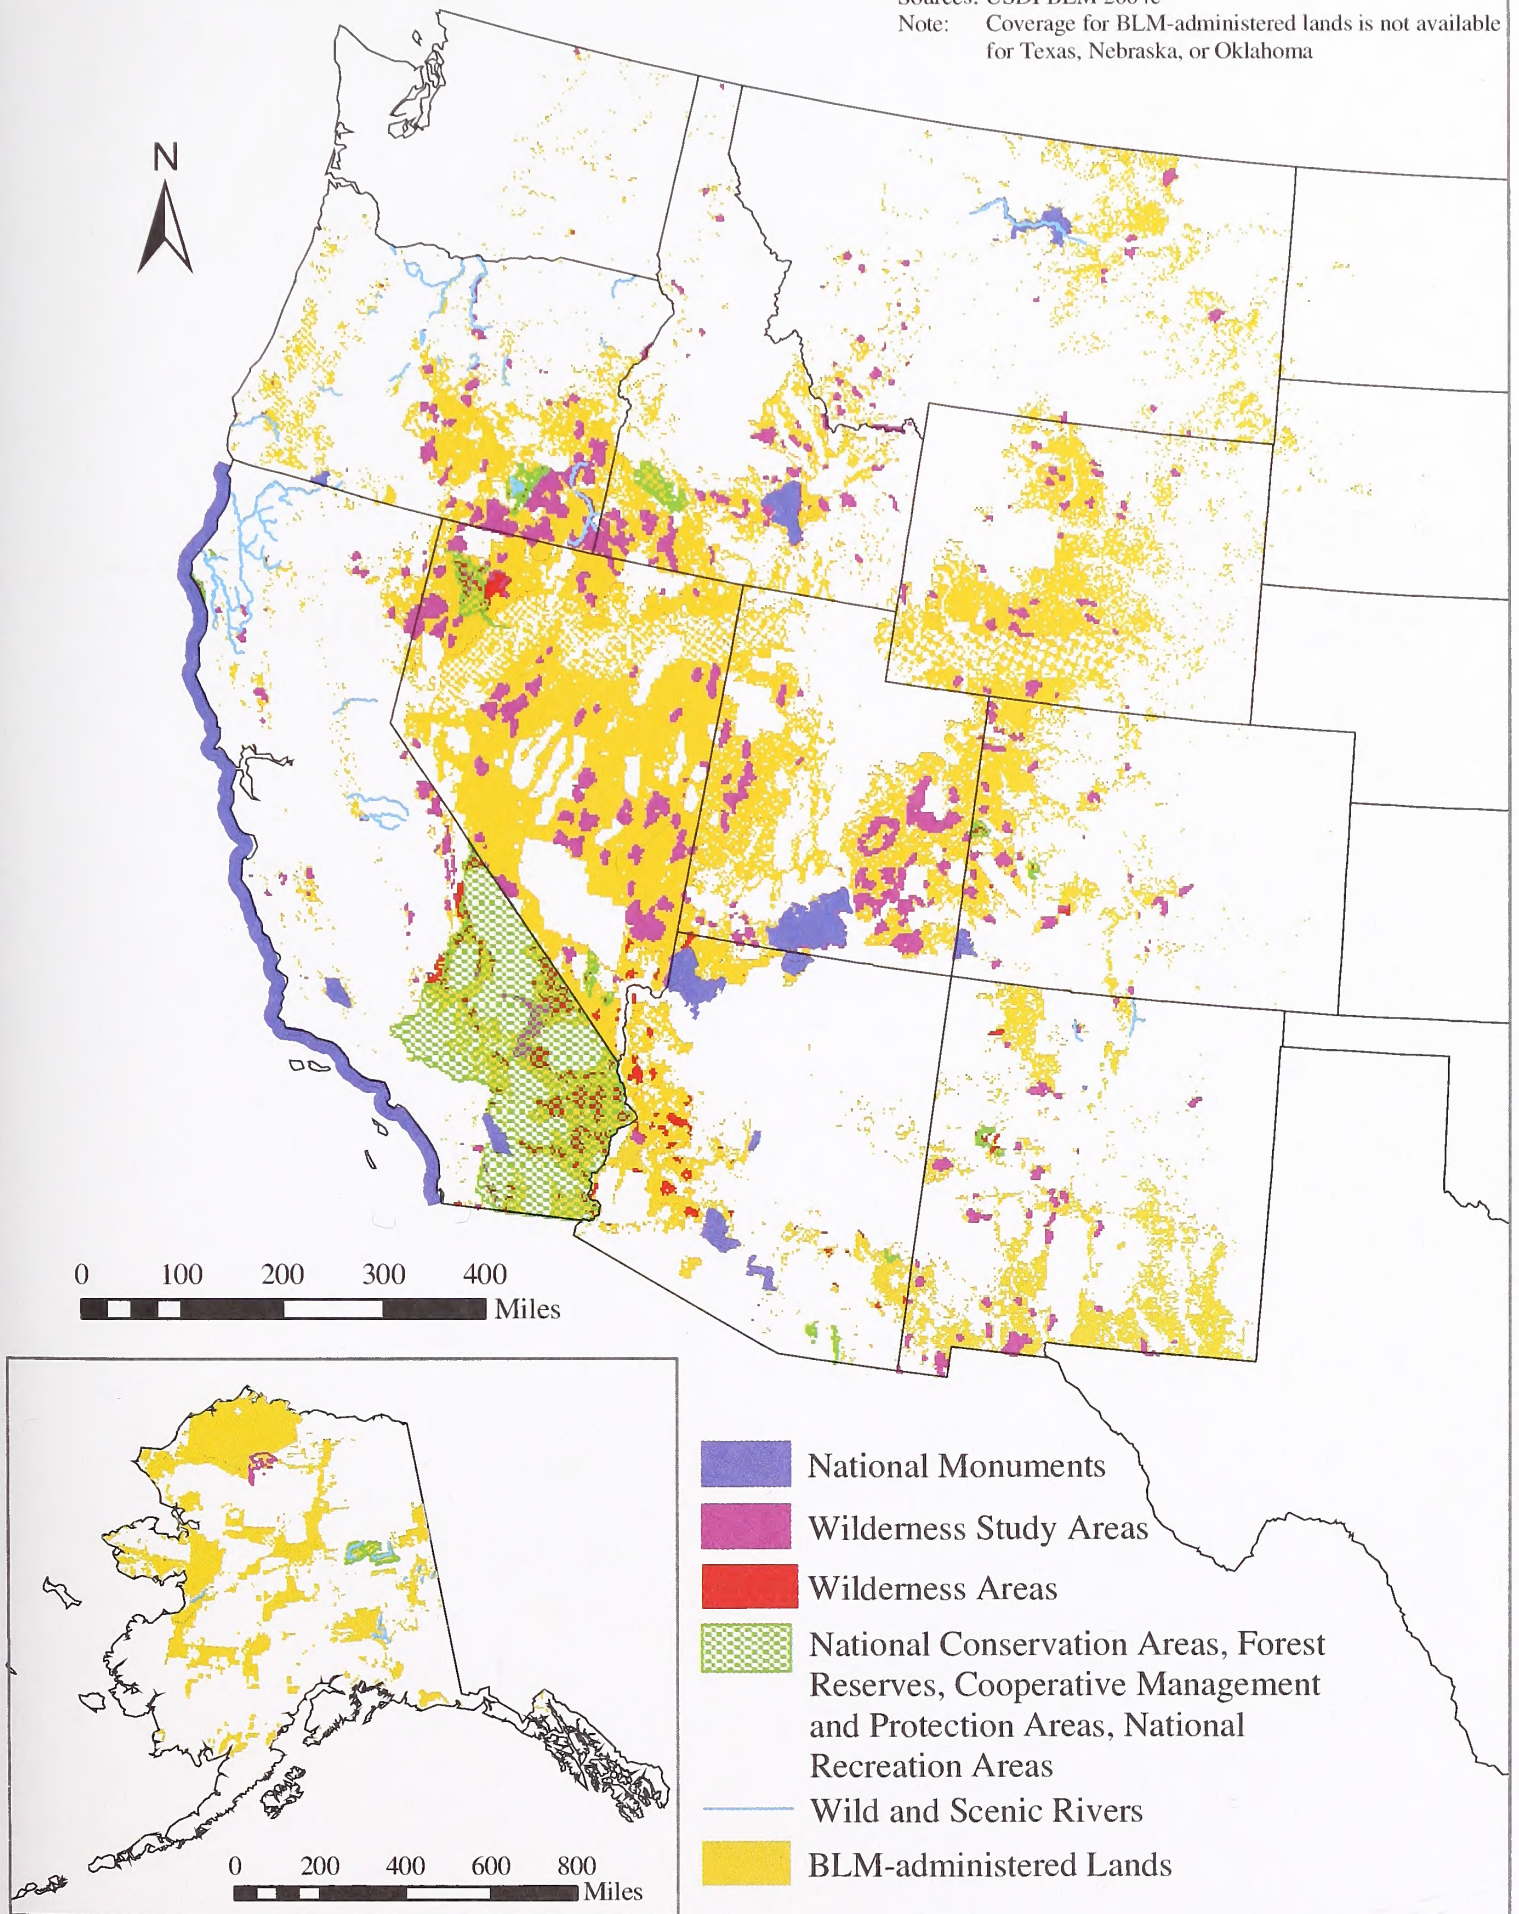 Note: Coverage for BLM-administered lands is not available
for Texas, Nebraska, or Oklahoma
N
0 100 200 300 400
Miles
National Monuments
Wilderness Study Areas
Wilderness Areas
National Conservation Areas, Forest
Reserves, Cooperative Management
and Protection Areas, National
Recreation Areas
Wild and Scenic Rivers
BLM-administered Lands
0 200 400 600 800
Miles